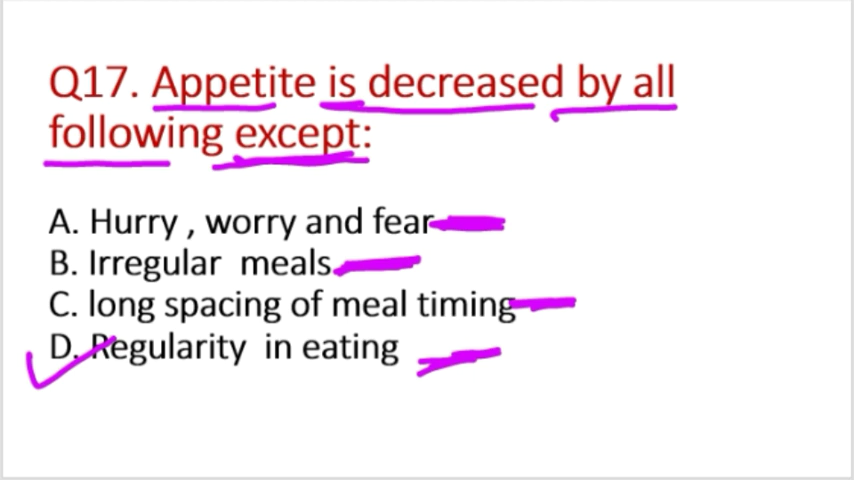 Q17. Appetite is decreased by all
following except:
A. Hurry , worry and fear
B. Irregular meals
C. long spacing of meal timing
D. Regularity in eating